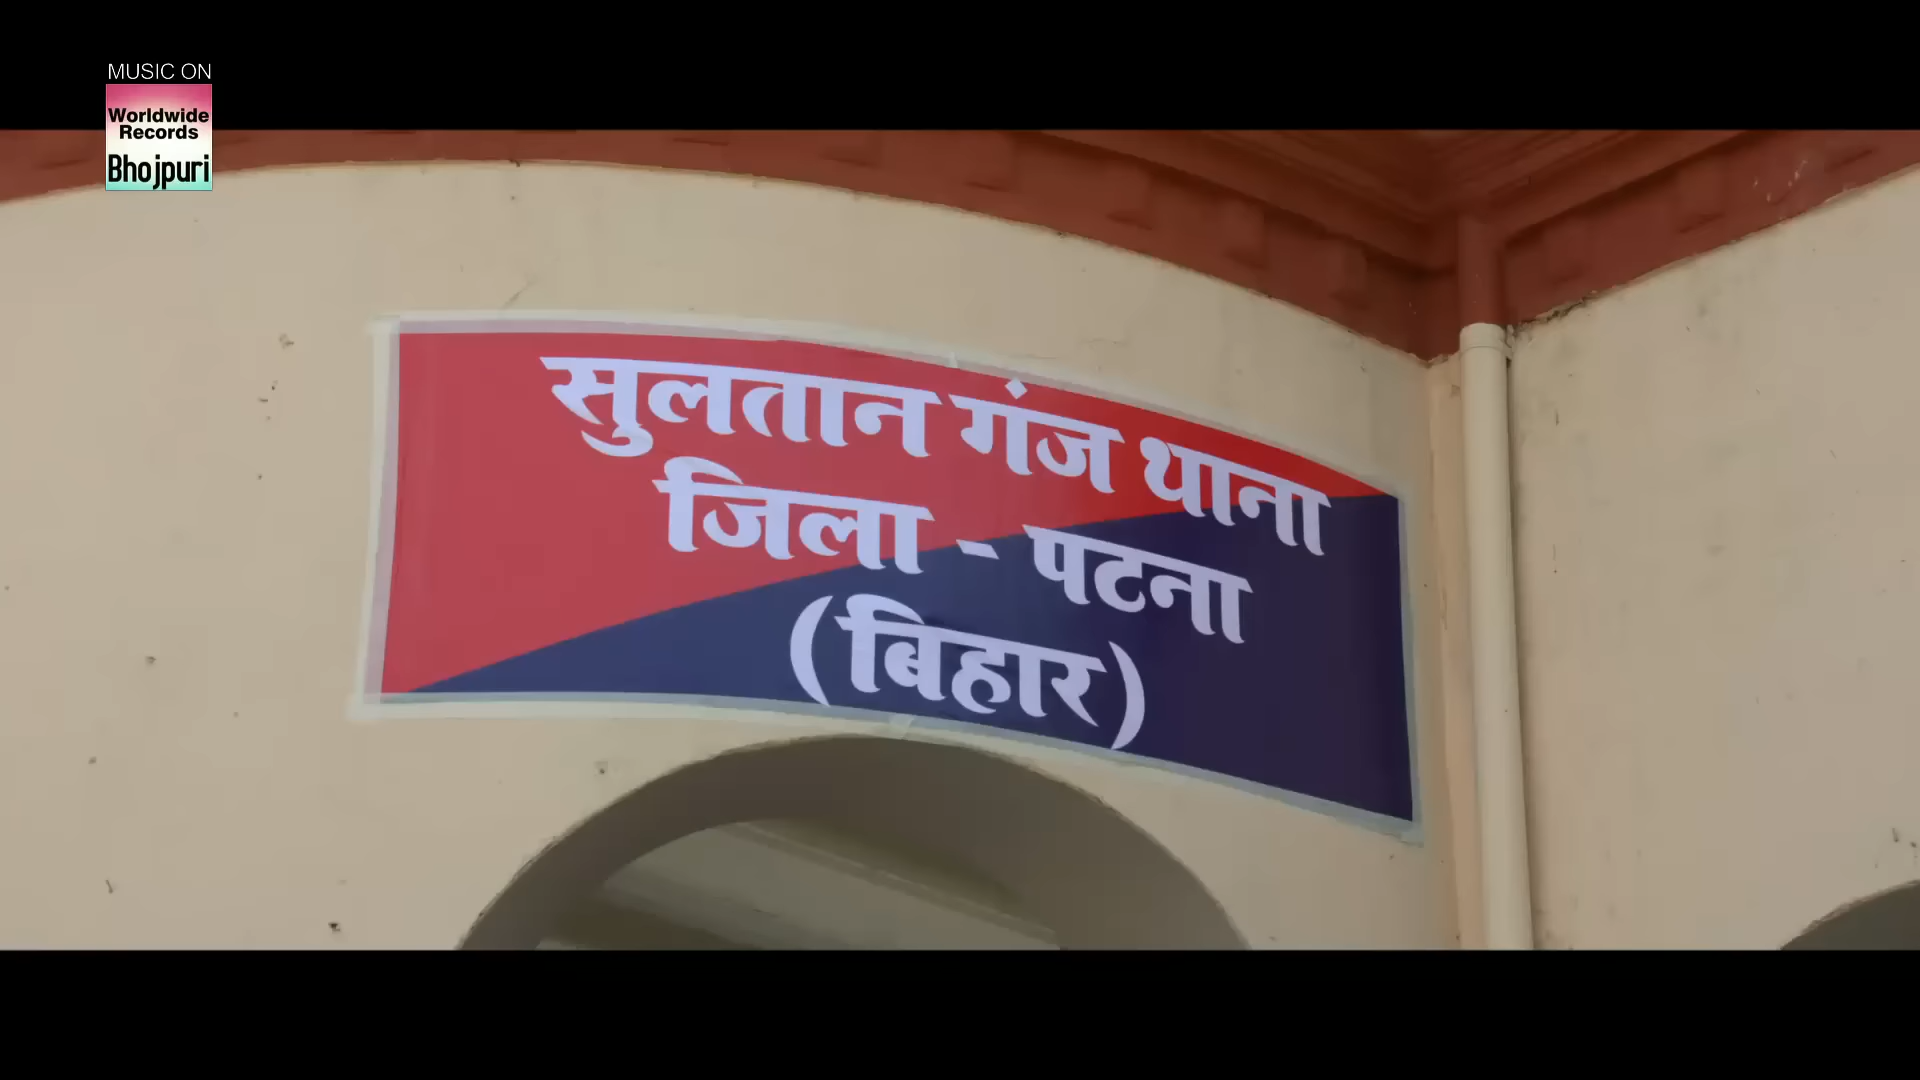 MUSIC ON
Worldwide
Records
Bhojpuri
सुलतान गंज थाना
जिला - पटना
(बिहार)